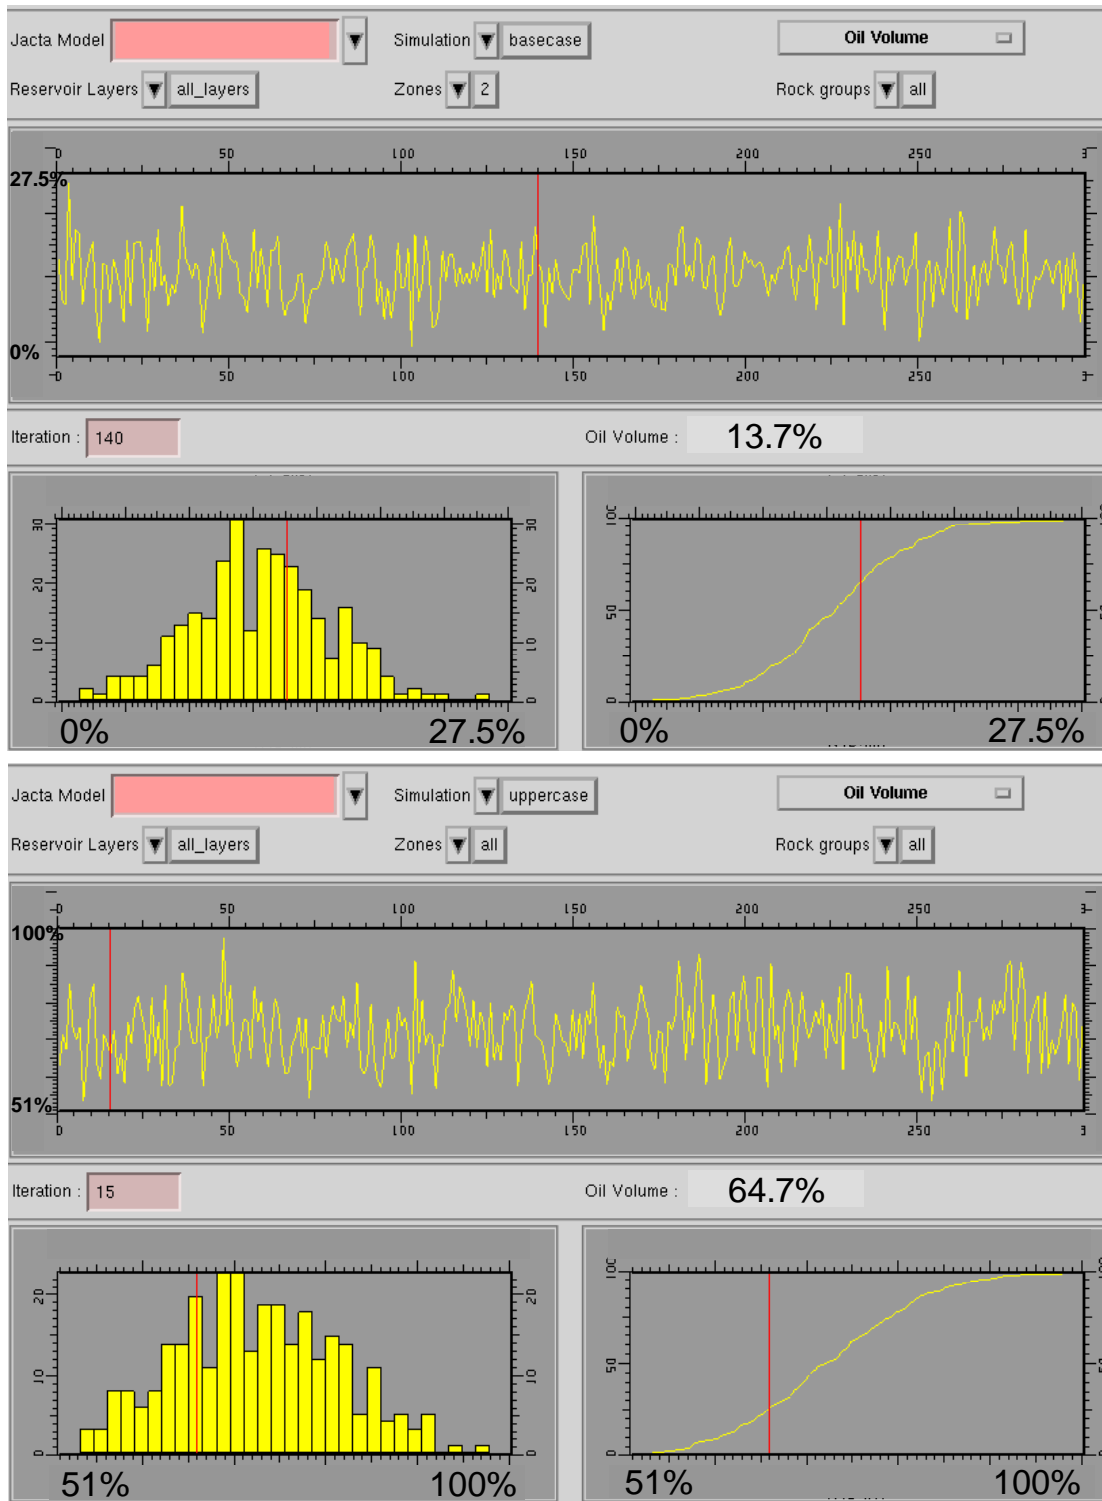 Jacta Model Simulation basecase Oil Volume
Reservoir Layers all_layers Zones 2 Rock groups all
0 50 100 150 200 250
27.5%
0%
0 50 100 150 200 250
Iteration : 140 Oil Volume : 13.7%
30 30 100
20 20 50
10 10
0 0 0
0% 27.5% 0% 27.5%
Jacta Model Simulation uppercase Oil Volume
Reservoir Layers all_layers Zones all Rock groups all
0 50 100 150 200 250
100%
51%
0 50 100 150 200 250
Iteration : 15 Oil Volume : 64.7%
20 20 100
10 10 50
0 0 0
51% 100% 51% 100%